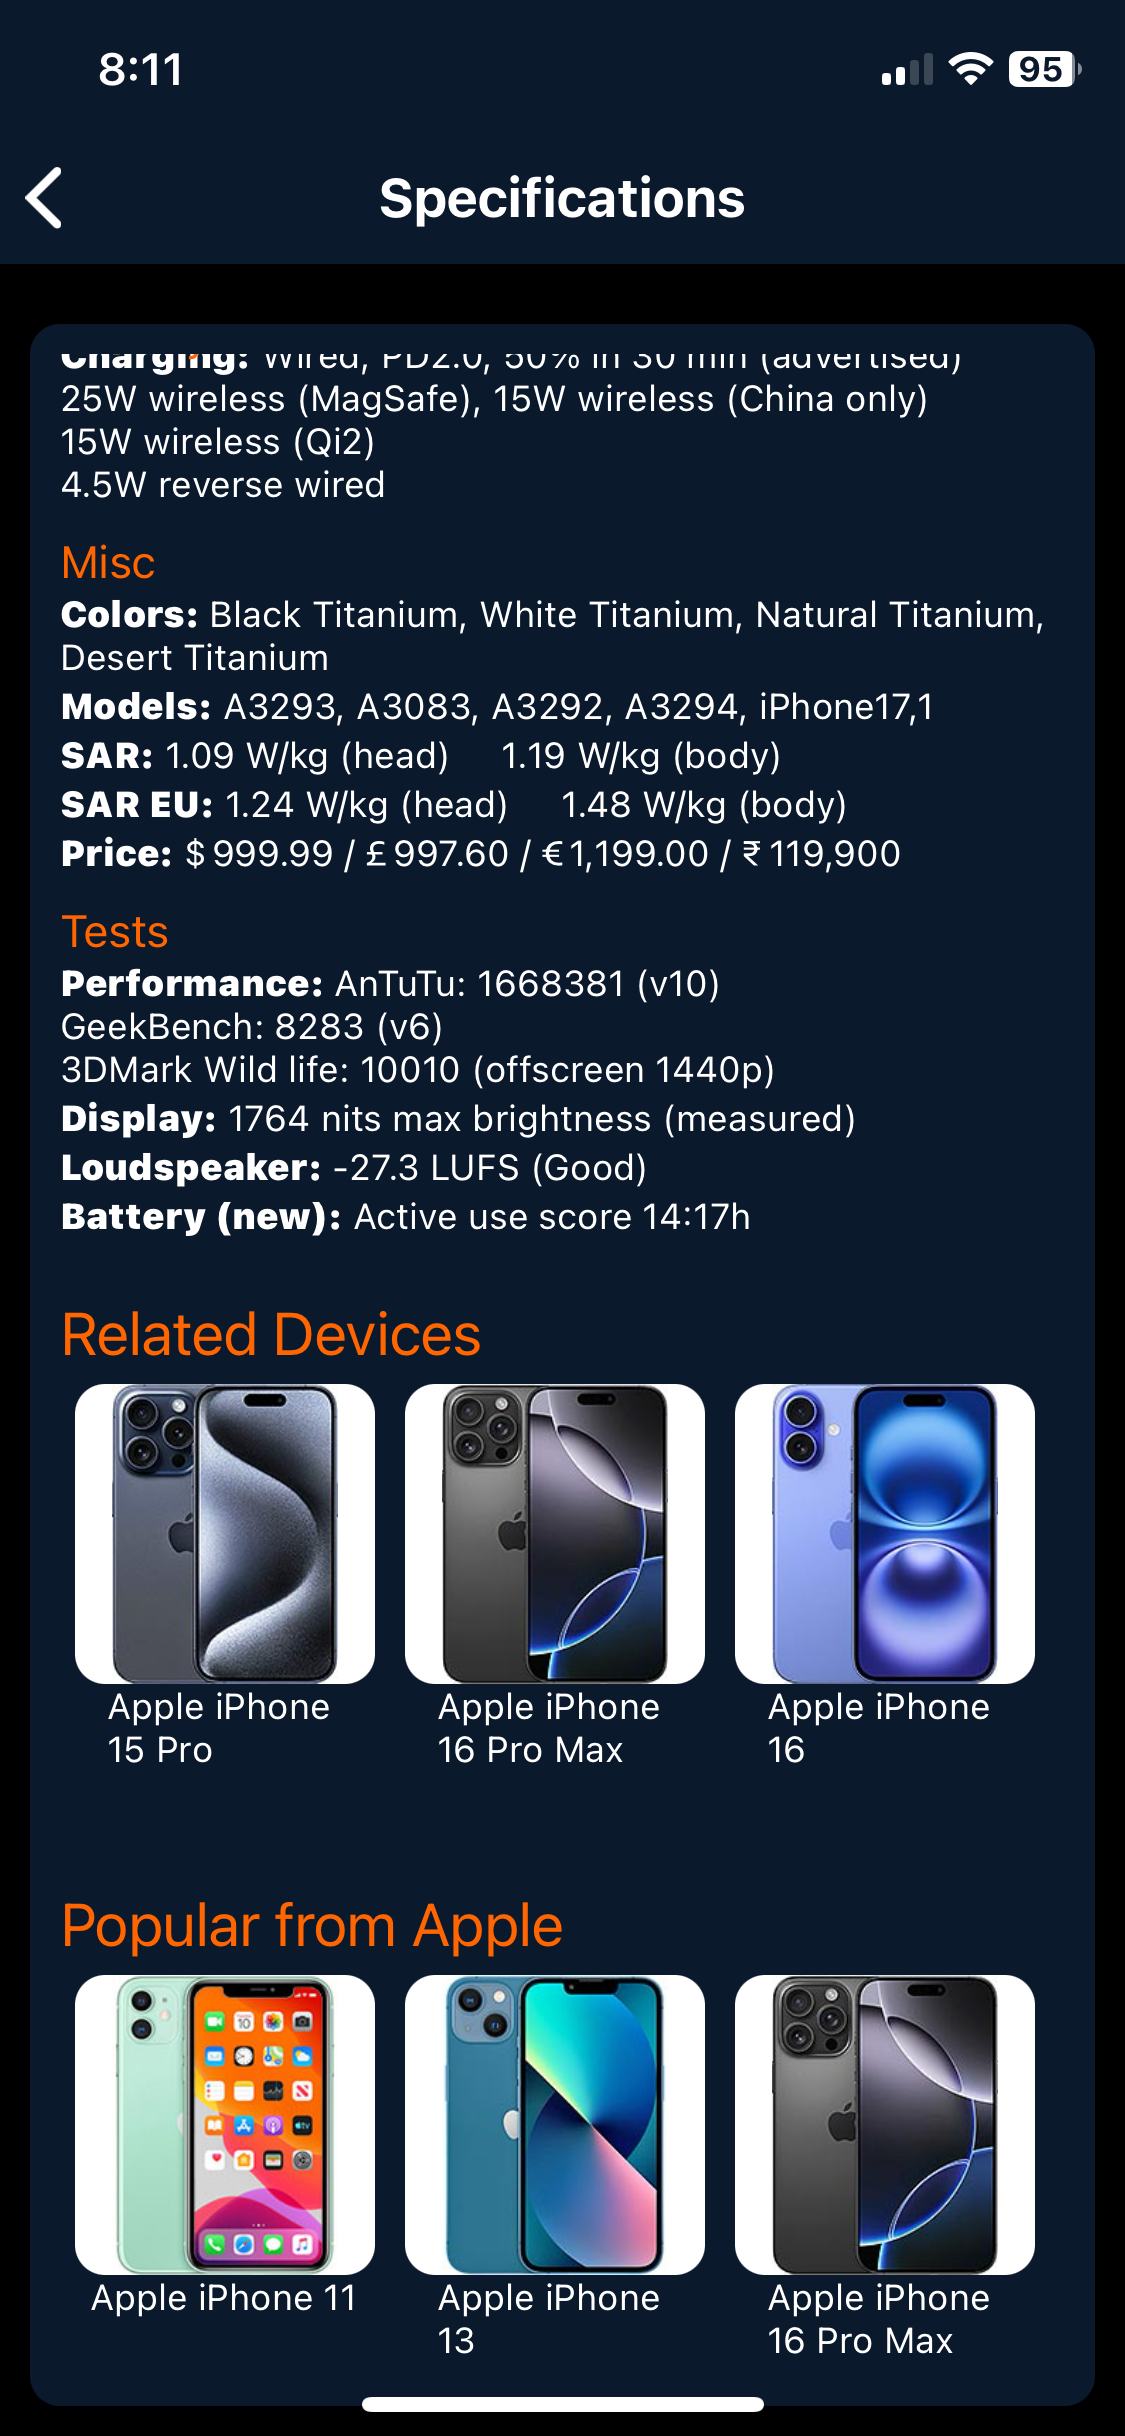 8:11
95
Specifications
Charging: Wired, PD2.0, 50% in 30 min (advertised)
25W wireless (MagSafe), 15W wireless (China only)
15W wireless (Qi2)
4.5W reverse wired
Misc
Colors: Black Titanium, White Titanium, Natural Titanium,
Desert Titanium
Models: A3293, A3083, A3292, A3294, iPhone17,1
SAR: 1.09 W/kg (head) 1.19 W/kg (body)
SAR EU: 1.24 W/kg (head) 1.48 W/kg (body)
Price: $ 999.99 / £ 997.60 / € 1,199.00 / ₹ 119,900
Tests
Performance: AnTuTu: 1668381 (v10)
GeekBench: 8283 (v6)
3DMark Wild life: 10010 (offscreen 1440p)
Display: 1764 nits max brightness (measured)
Loudspeaker: -27.3 LUFS (Good)
Battery (new): Active use score 14:17h
Related Devices
Apple iPhone
15 Pro
Apple iPhone
16 Pro Max
Apple iPhone
16
Popular from Apple
10
Apple iPhone 11
Apple iPhone
13
Apple iPhone
16 Pro Max